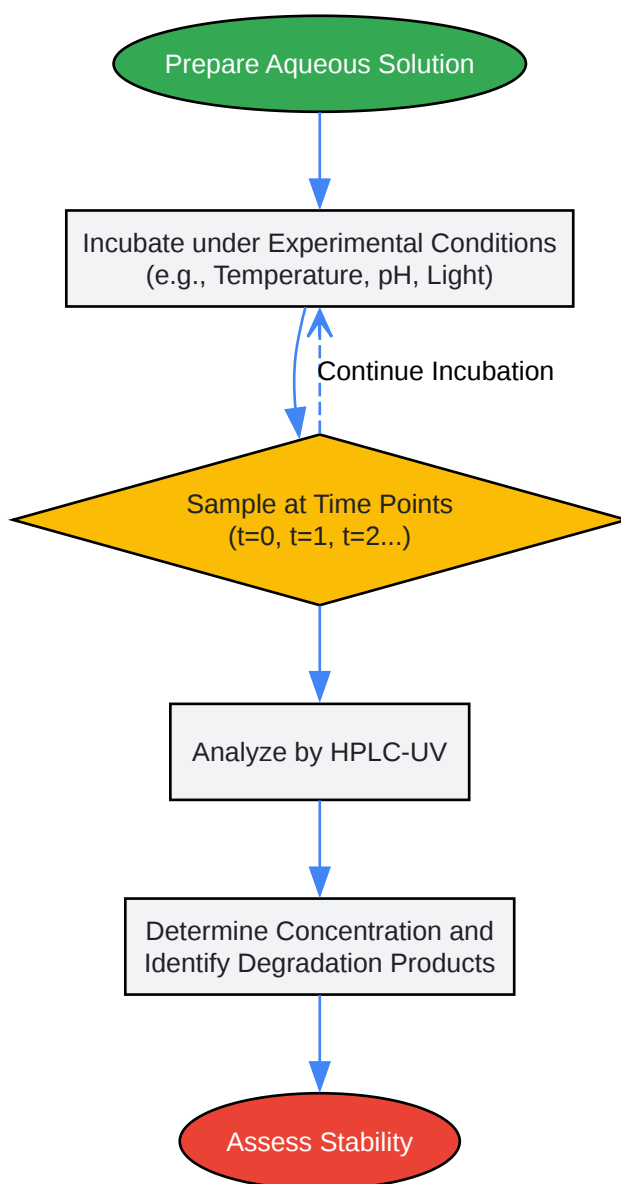 Prepare Aqueous Solution
Incubate under Experimental Conditions
(e.g., Temperature, pH, Light)
Continue Incubation
Sample at Time Points
(t=0, t=1, t=2...)
Analyze by HPLC-UV
Determine Concentration and
Identify Degradation Products
Assess Stability